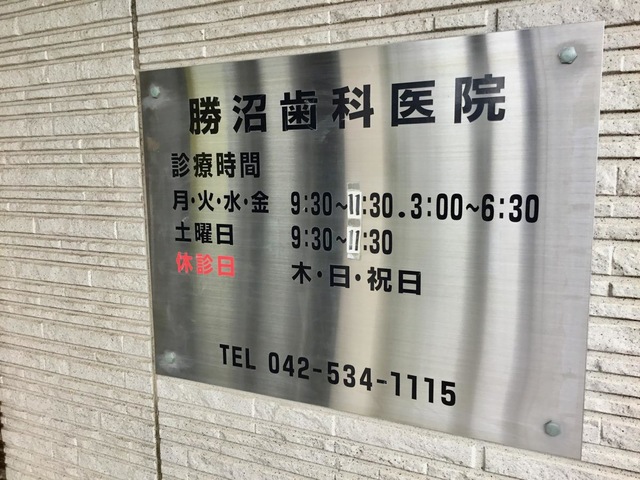 勝沼歯科医院
診療時間
月・火・水・金 9:30~11:30.3:00~6:30
土曜日 9:30~11:30
休診日 木・日・祝日
TEL 042-534-1115